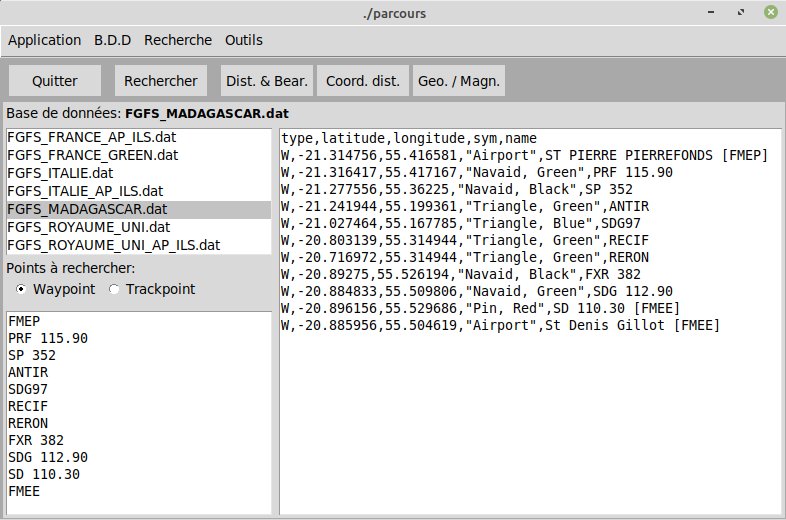 ./parcours
Application B.D.D Recherche Outils
Quitter Rechercher Dist. & Bear. Coord. dist. Geo. / Magn.
Base de données: FGFS_MADAGASCAR.dat
FGFS_FRANCE_AP_ILS.dat
FGFS_FRANCE_GREEN.dat
FGFS_ITALIE.dat
FGFS_ITALIE_AP_ILS.dat
FGFS_MADAGASCAR.dat
FGFS_ROYAUME_UNI.dat
FGFS_ROYAUME_UNI_AP_ILS.dat
Points à rechercher:
Waypoint Trackpoint
FMEP
PRF 115.90
SP 352
ANTIR
SDG97
RECIF
RERON
FXR 382
SDG 112.90
SD 110.30
FMEE
type,latitude,longitude,sym,name
W,-21.314756,55.416581,"Airport",ST PIERRE PIERREFONDS [FMEP]
W,-21.316417,55.417167,"Navaid, Green",PRF 115.90
W,-21.277556,55.36225,"Navaid, Black",SP 352
W,-21.241944,55.199361,"Triangle, Green",ANTIR
W,-21.027464,55.167785,"Triangle, Blue",SDG97
W,-20.803139,55.314944,"Triangle, Green",RECIF
W,-20.716972,55.314944,"Triangle, Green",RERON
W,-20.89275,55.526194,"Navaid, Black",FXR 382
W,-20.884833,55.509806,"Navaid, Green",SDG 112.90
W,-20.896156,55.529686,"Pin, Red",SD 110.30 [FMEE]
W,-20.885956,55.504619,"Airport",St Denis Gillot [FMEE]